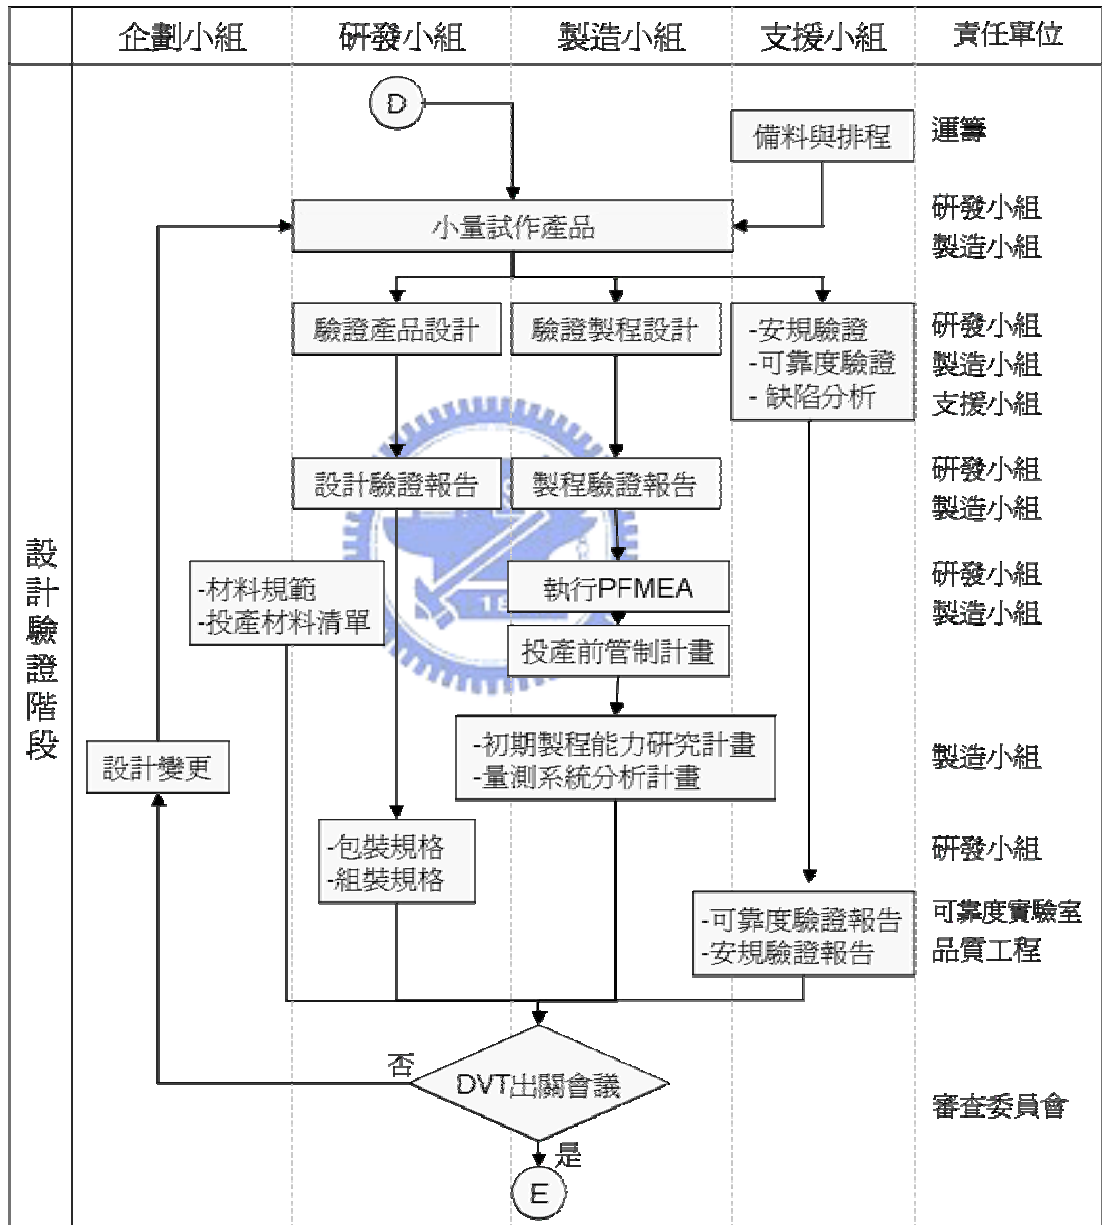 企劃小組
研發小組
製造小組
支援小組
責任單位
設計驗證階段
D
備料與排程
運籌
小量試作產品
研發小組
製造小組
驗證產品設計
驗證製程設計
-安規驗證
-可靠度驗證
- 缺陷分析
研發小組
製造小組
支援小組
設計驗證報告
製程驗證報告
研發小組
製造小組
-材料規範
-投產材料清單
執行PFMEA
研發小組
製造小組
投產前管制計畫
設計變更
-初期製程能力研究計畫
-量測系統分析計畫
製造小組
-包裝規格
-組裝規格
研發小組
-可靠度驗證報告
-安規驗證報告
可靠度實驗室
品質工程
否
DVT出關會議
審查委員會
是
E